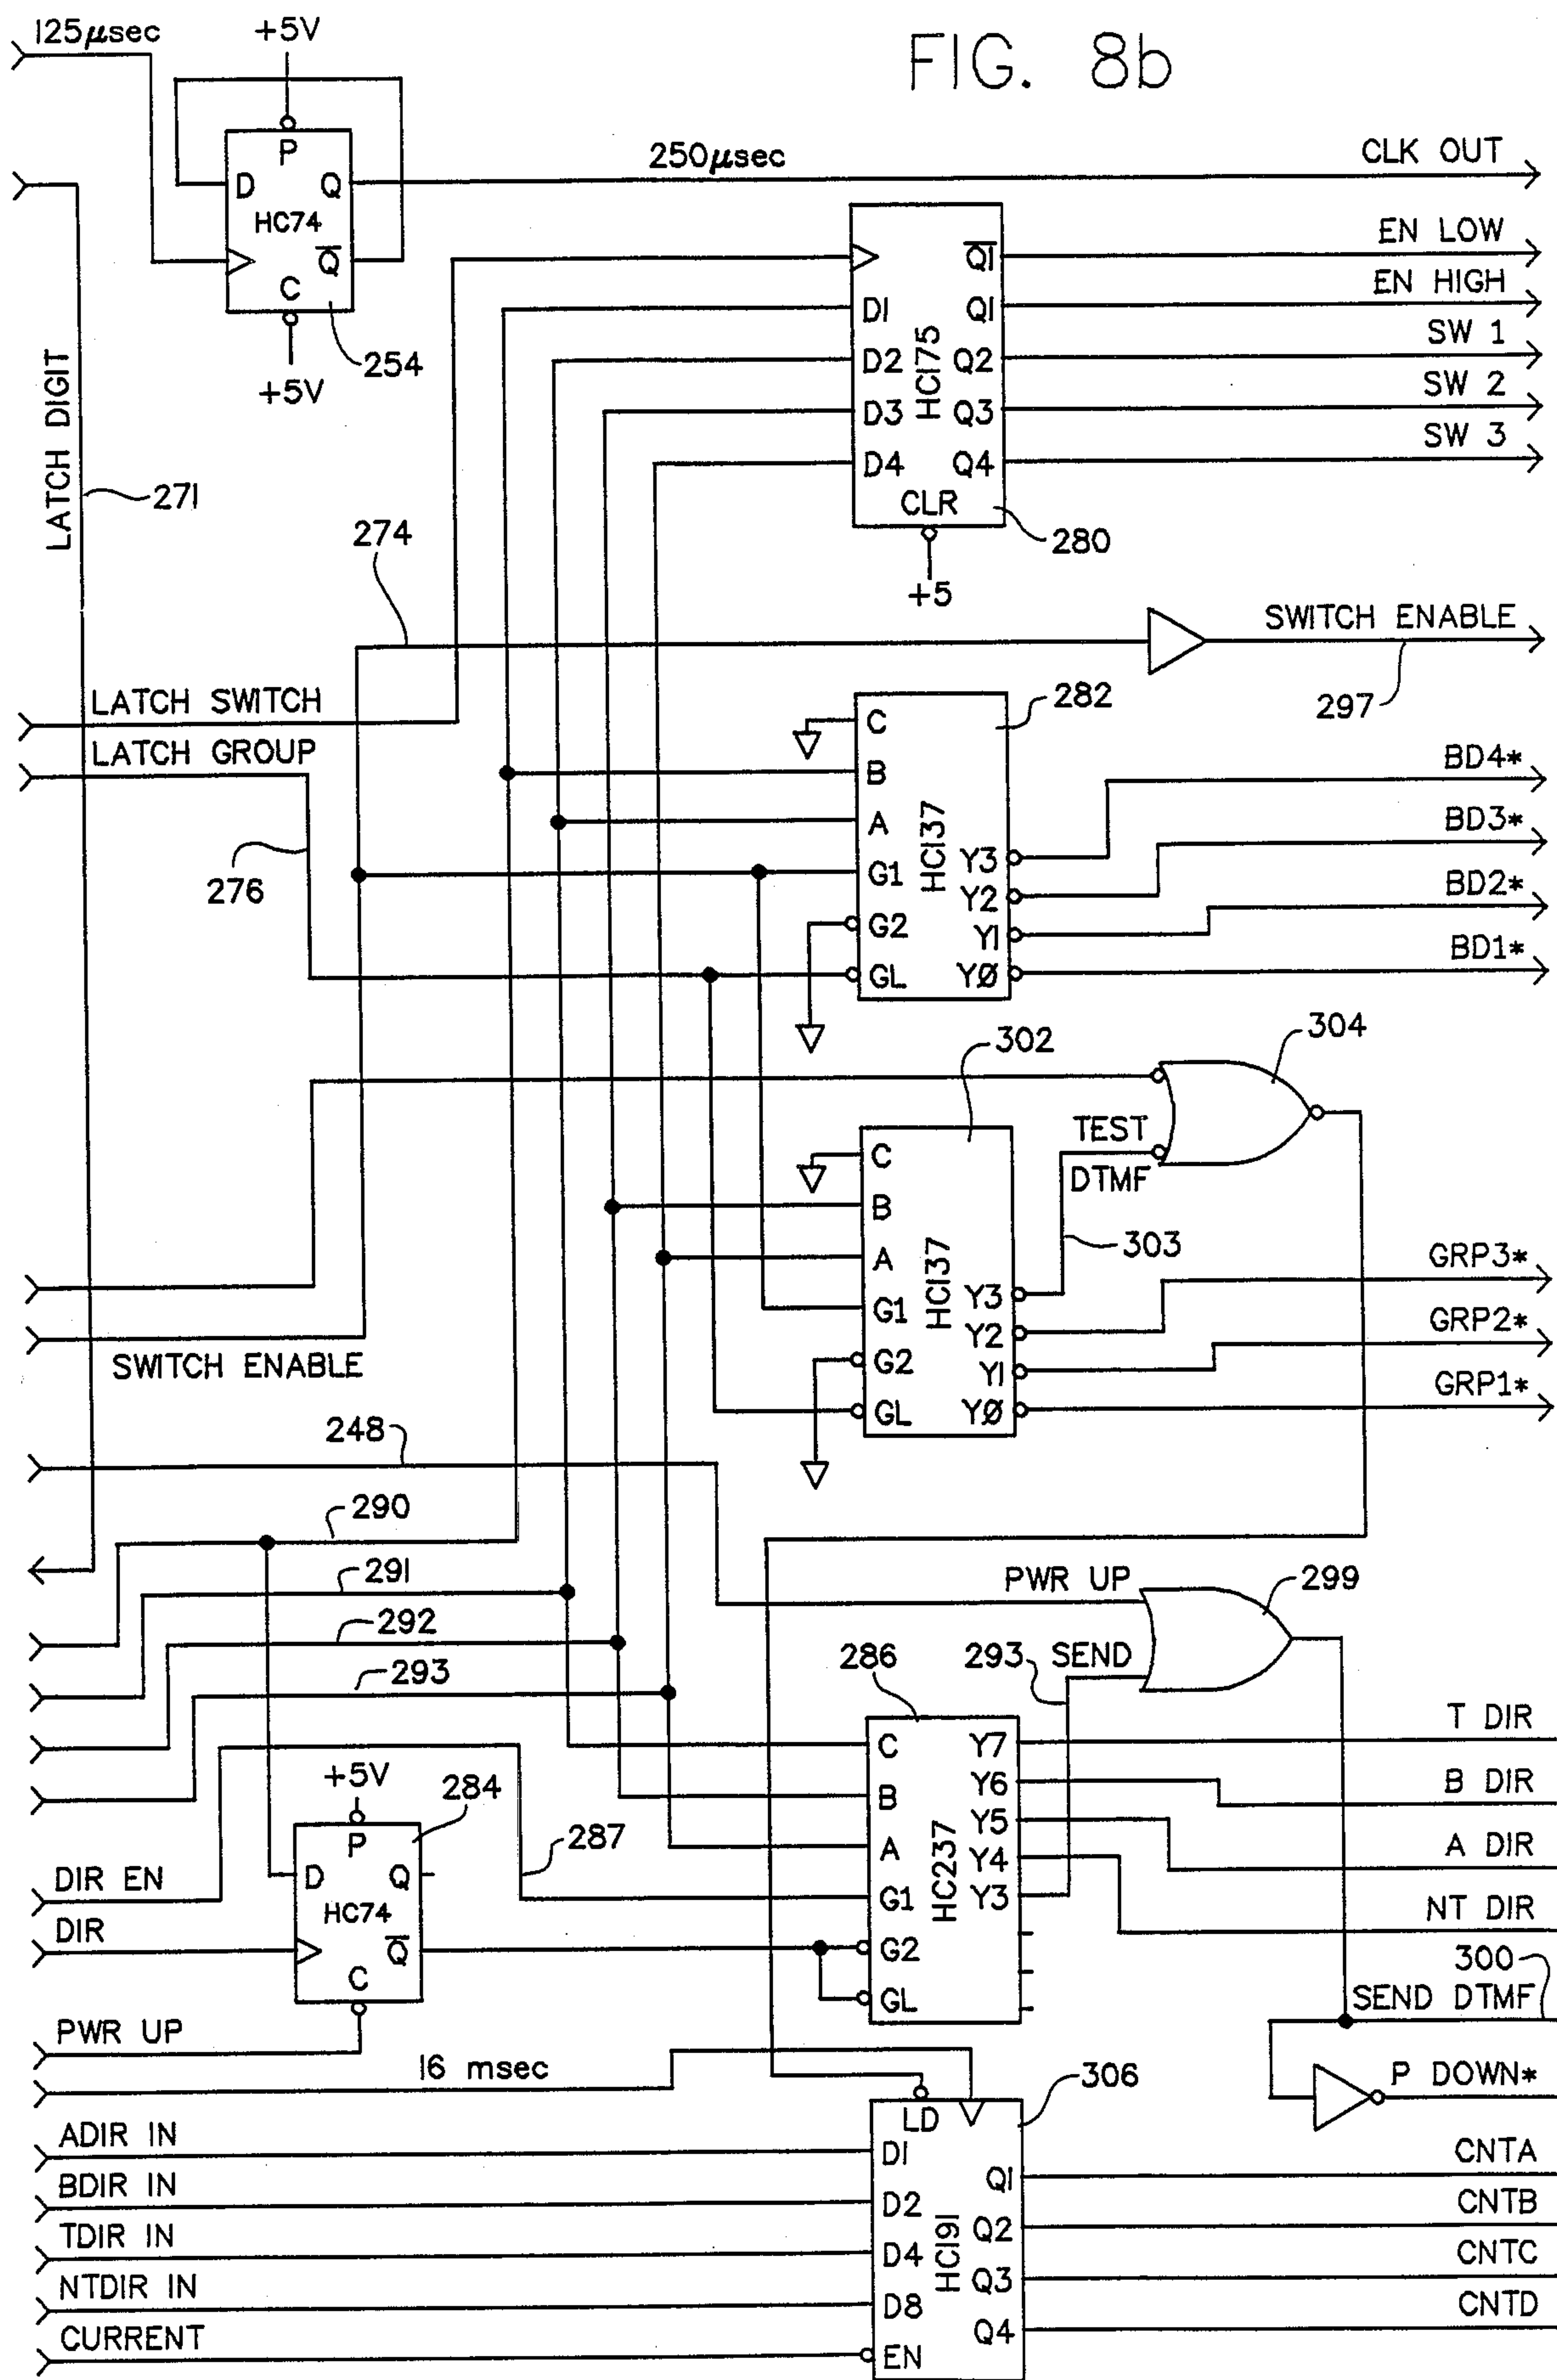 FIG. 8b
125µsec
+5V
P
D Q
HC74
Q̅
C
254
+5V
250µsec
CLK OUT
LATCH DIGIT
271
Q̅1̅
EN LOW
D1
Q1
EN HIGH
D2
HC175
Q2
SW 1
D3
Q3
SW 2
D4
Q4
SW 3
CLR
280
+5
274
SWITCH ENABLE
297
LATCH SWITCH
LATCH GROUP
276
282
C
B
A
G1
G2
GL
HC137
Y3
Y2
Y1
YØ
BD4*
BD3*
BD2*
BD1*
302
304
TEST
DTMF
303
C
B
A
G1
G2
GL
HC137
Y3
Y2
Y1
YØ
GRP3*
GRP2*
GRP1*
SWITCH ENABLE
248
290
291
292
293
PWR UP
299
286
293
SEND
C
B
A
G1
G2
GL
HC237
Y7
Y6
Y5
Y4
Y3
T DIR
B DIR
A DIR
NT DIR
300
SEND DTMF
P DOWN*
+5V
284
P
D Q
HC74
Q̅
C
287
DIR EN
DIR
PWR UP
16 msec
306
LD
ADIR IN
BDIR IN
TDIR IN
NTDIR IN
CURRENT
D1
D2
D4
D8
EN
HC191
Q1
Q2
Q3
Q4
CNTA
CNTB
CNTC
CNTD